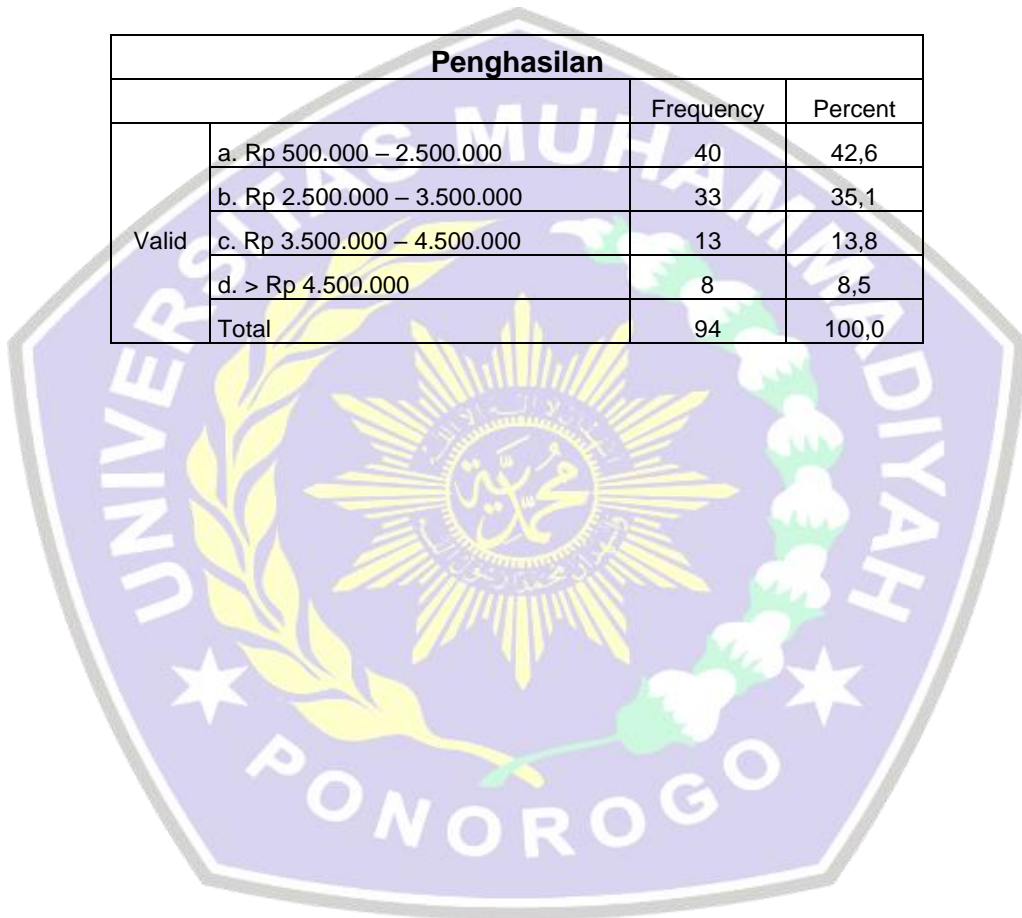 Penghasilan
Frequency Percent
Valid a. Rp 500.000 – 2.500.000 40 42,6
b. Rp 2.500.000 – 3.500.000 33 35,1
c. Rp 3.500.000 – 4.500.000 13 13,8
d. > Rp 4.500.000 8 8,5
Total 94 100,0
UNIVERSITAS MUHAMMADIYAH
محمدية
PONOROGO